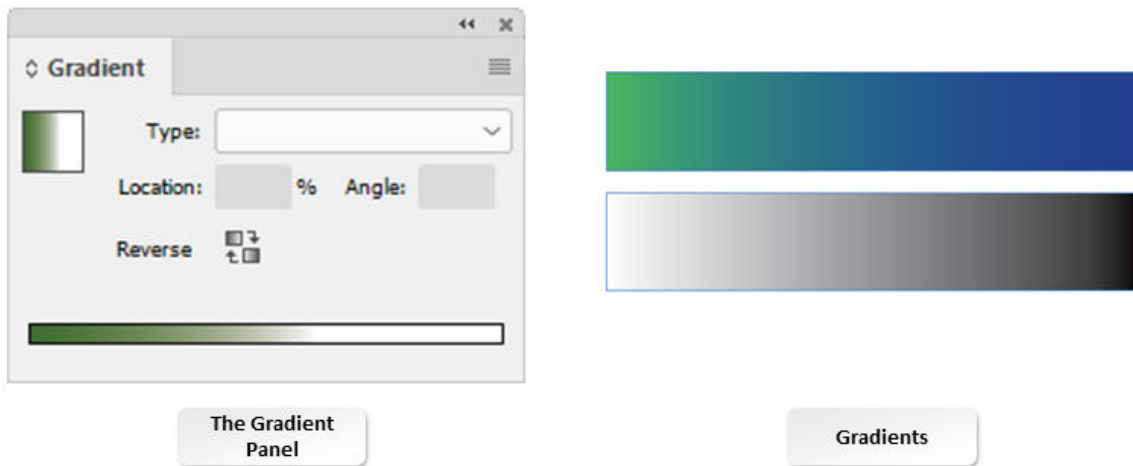 Gradient
Type:
Location: % Angle:
Reverse
The Gradient
Panel
Gradients